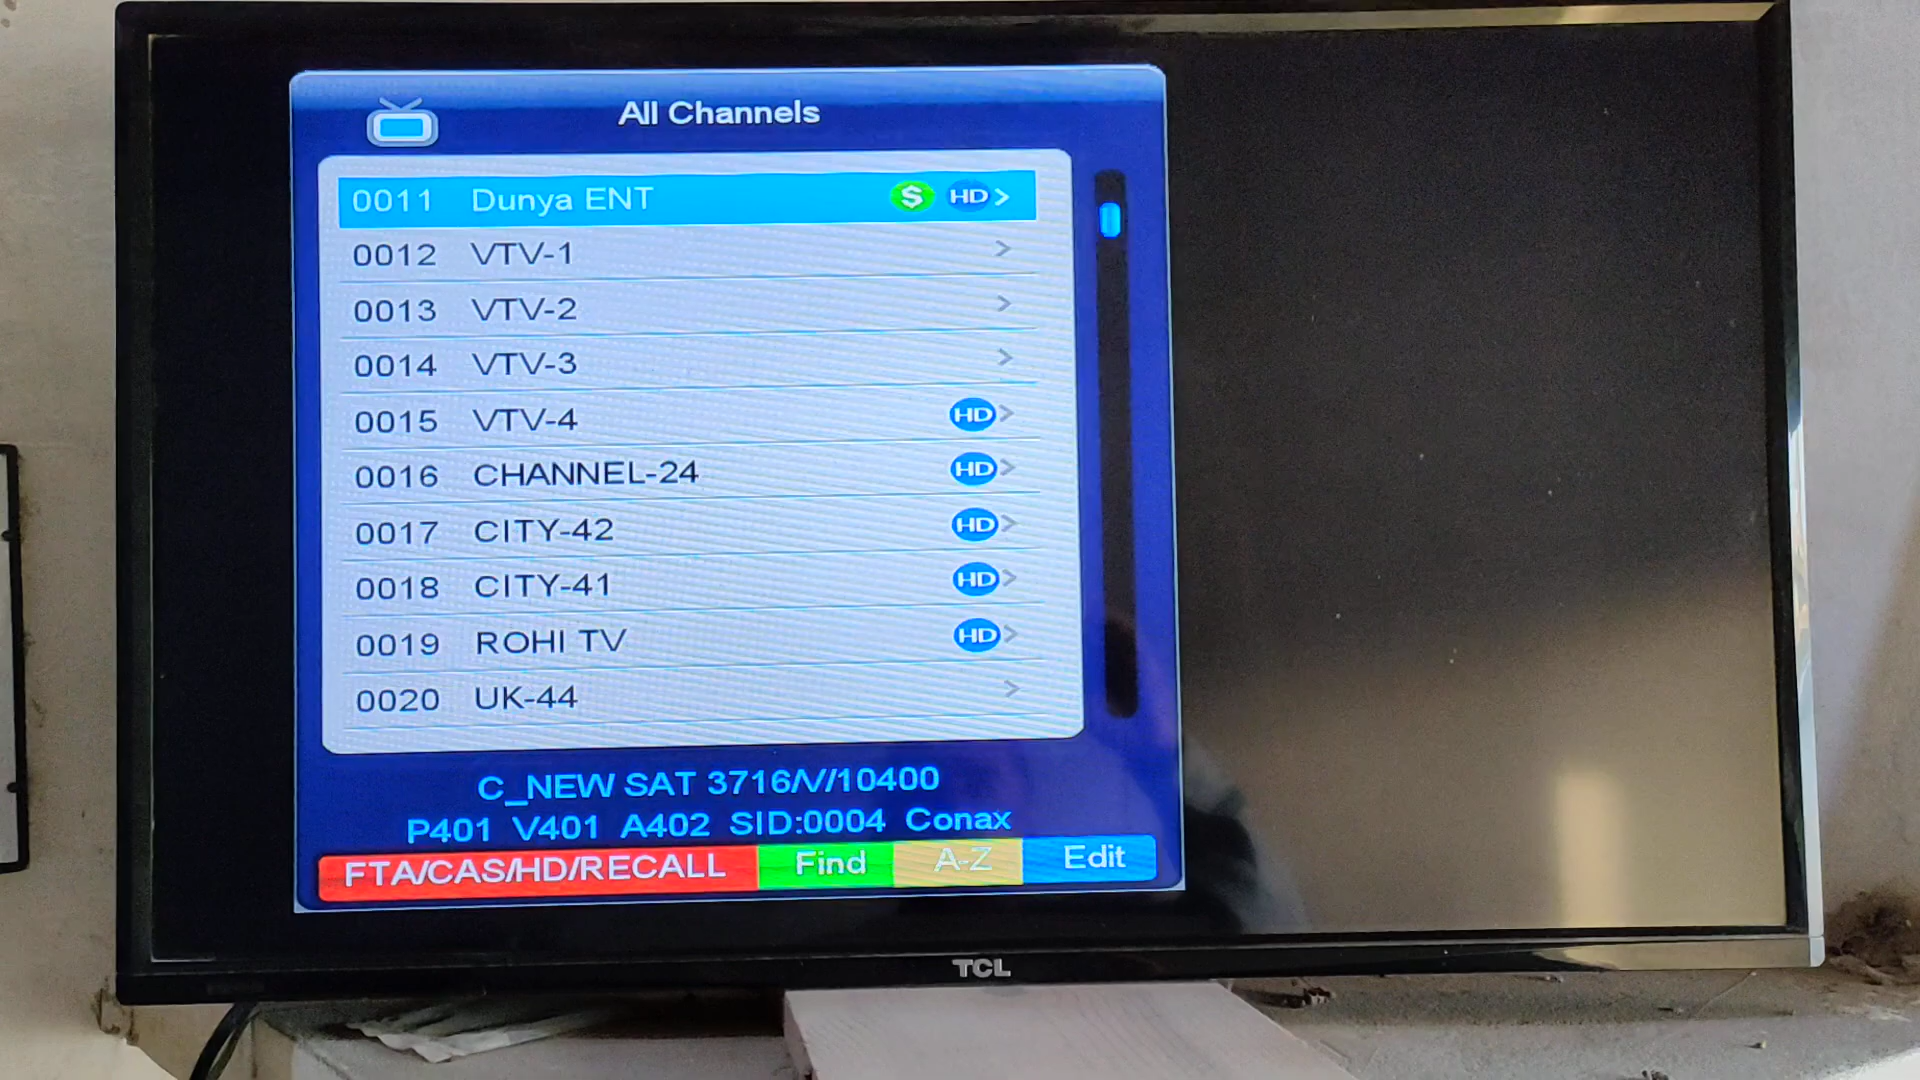 All Channels
0011 Dunya ENT $ HD >
0012 VTV-1 >
0013 VTV-2 >
0014 VTV-3 >
0015 VTV-4 HD >
0016 CHANNEL-24 HD >
0017 CITY-42 HD >
0018 CITY-41 HD >
0019 ROHI TV HD >
0020 UK-44 >
C_NEW SAT 3716/V//10400
P401 V401 A402 SID:0004 Conax
FTA/CAS/HD/RECALL Find A-Z Edit
TCL